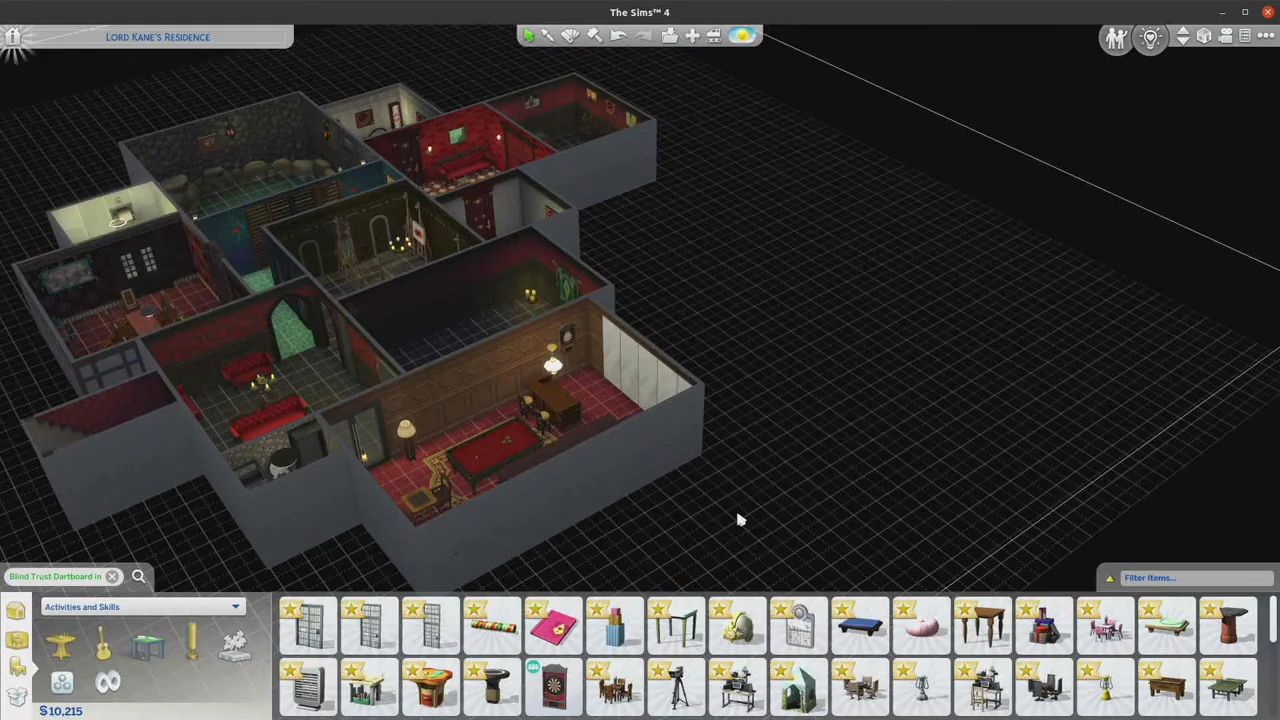 The Sims™ 4
LORD KANE'S RESIDENCE
Blind Trust Dartboard in
Filter Items...
Activities and Skills
$10,215